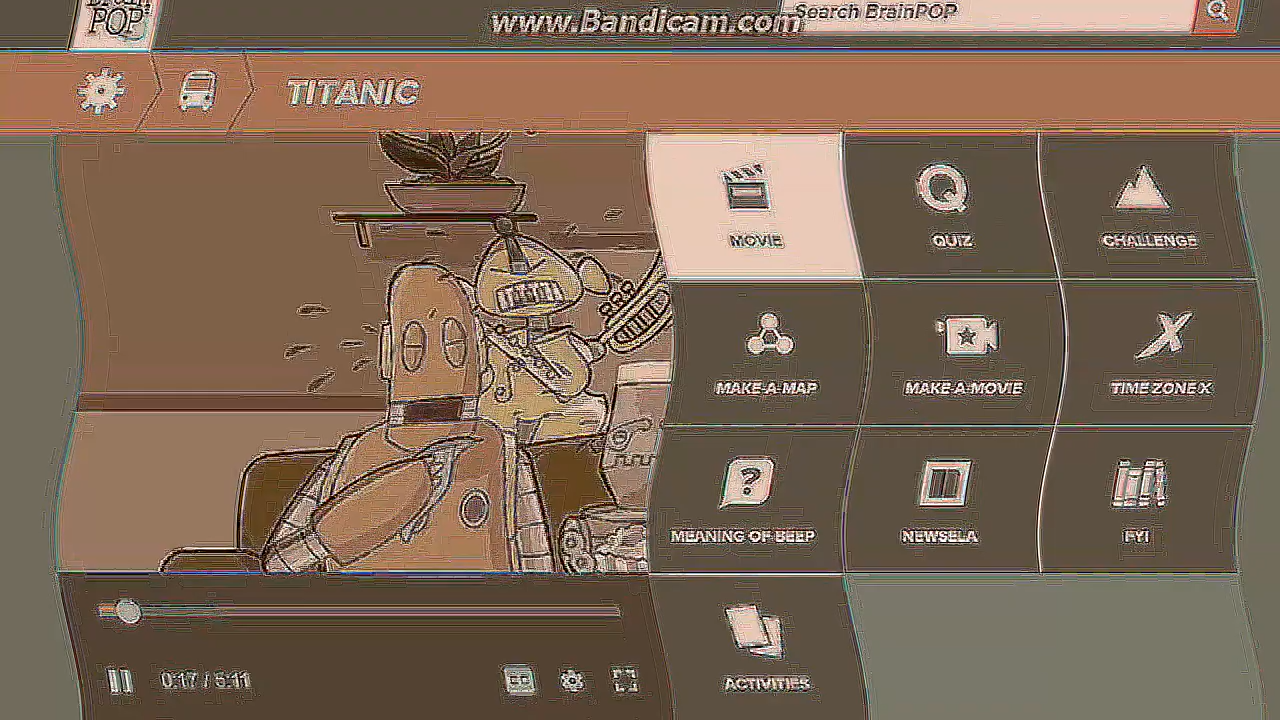 Brain
POP
www.Bandicam.com
Search BrainPOP
TITANIC
MOVIE
QUIZ
CHALLENGE
MAKE-A-MAP
MAKE-A-MOVIE
TIME ZONE X
MEANING OF BEEP
NEWSELA
FYI
0:17 / 5:11
CC
ACTIVITIES